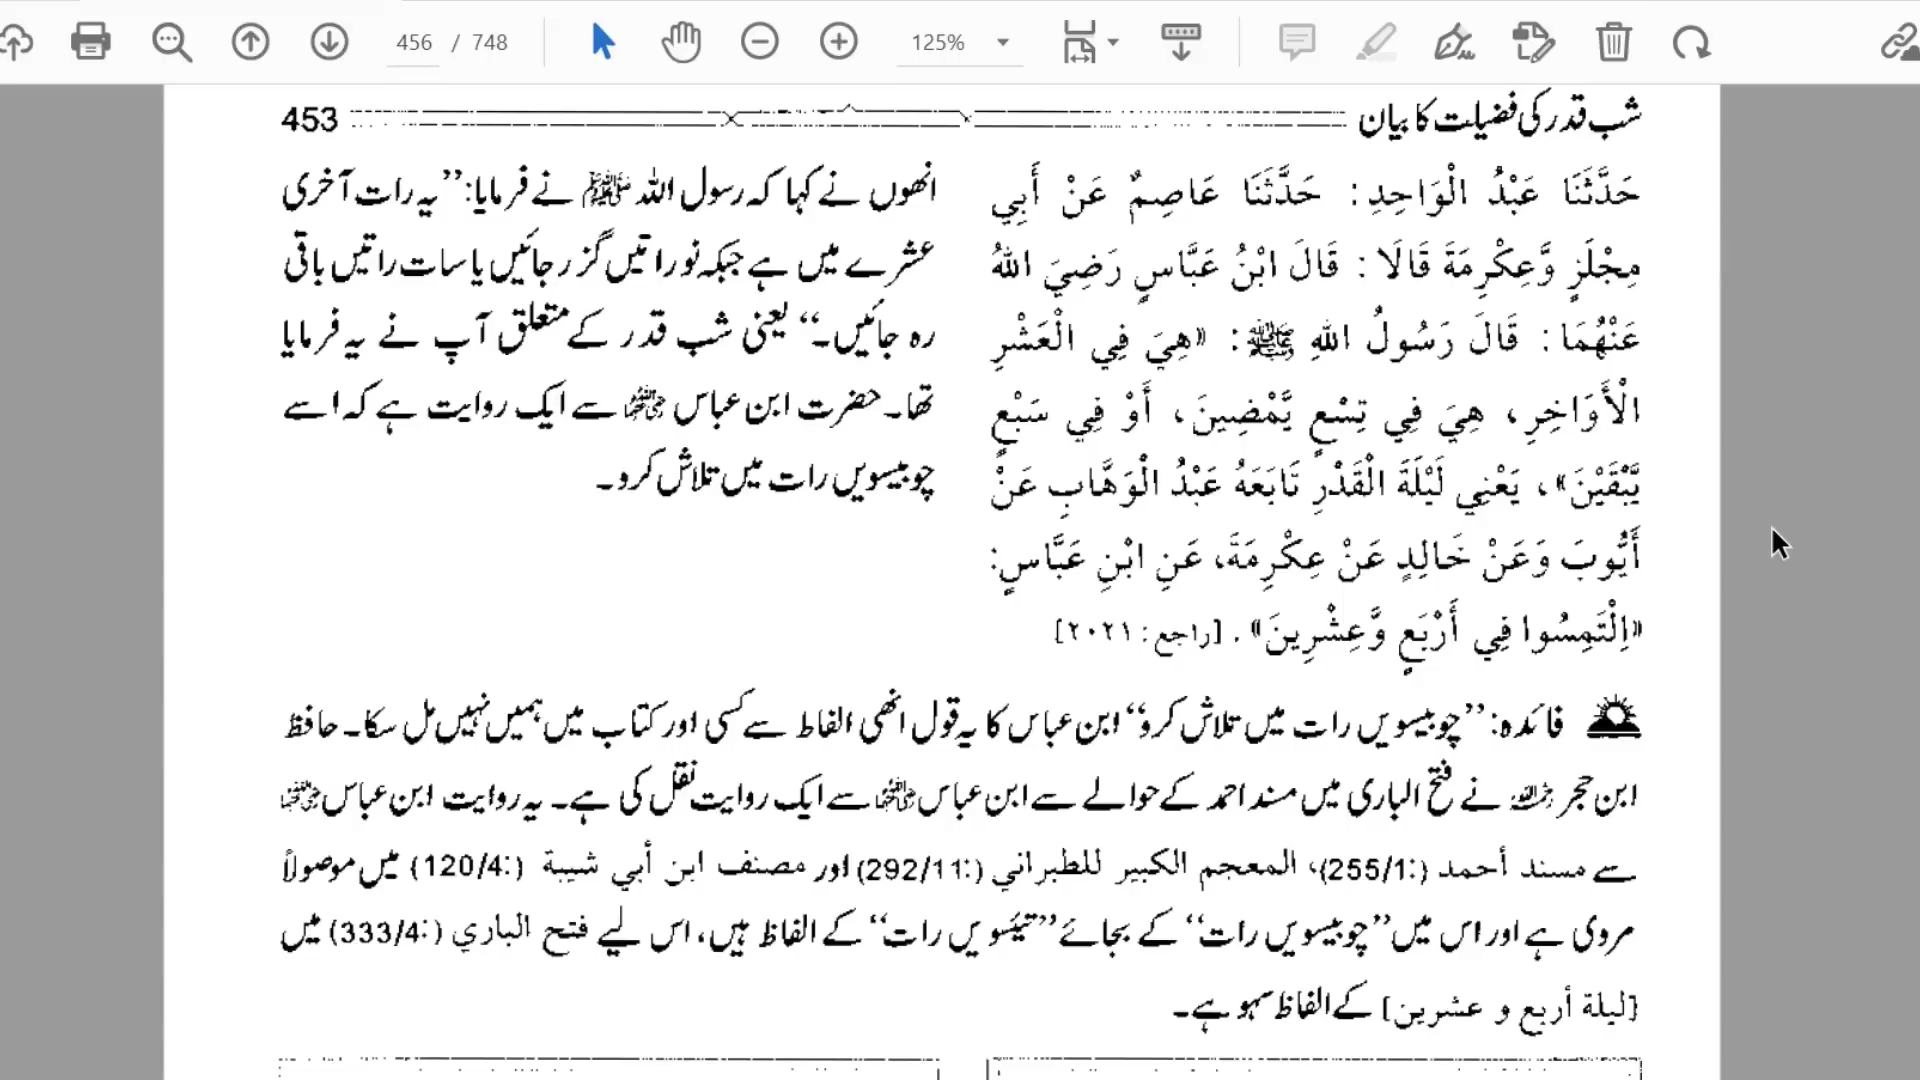 456 / 748
125%
شب قدر کی فضیلت کا بیان 453
حَدَّثَنَا عَبْدُ الْوَاحِدِ: حَدَّثَنَا عَاصِمٌ عَنْ أَبِي
مِجْلَزٍ وَّعِكْرِمَةَ قَالَا: قَالَ ابْنُ عَبَّاسٍ رَضِيَ اللهُ
عَنْهُمَا: قَالَ رَسُولُ اللهِ ﷺ: «هِيَ فِي الْعَشْرِ
الْأَوَاخِرِ، هِيَ فِي تِسْعٍ يَّمْضِينَ، أَوْ فِي سَبْعٍ
يَّبْقَيْنَ»، يَعْنِي لَيْلَةَ الْقَدْرِ تَابَعَهُ عَبْدُ الْوَهَّابِ عَنْ
أَيُّوبَ وَعَنْ خَالِدٍ عَنْ عِكْرِمَةَ، عَنِ ابْنِ عَبَّاسٍ:
«اِلْتَمِسُوا فِي أَرْبَعٍ وَّعِشْرِينَ». [راجع: ٢٠٢١]
انھوں نے کہا کہ رسول اللہ ﷺ نے فرمایا: ’’یہ رات آخری
عشرے میں ہے جبکہ نو راتیں گزر جائیں یا سات راتیں باقی
رہ جائیں۔‘‘ یعنی شب قدر کے متعلق آپ نے یہ فرمایا
تھا۔ حضرت ابن عباس ؓ سے ایک روایت ہے کہ اسے
چوبیسویں رات میں تلاش کرو۔
فائدہ: ’’چوبیسویں رات میں تلاش کرو‘‘ ابن عباس کا یہ قول انھی الفاظ سے کسی اور کتاب میں ہمیں نہیں مل سکا۔ حافظ
ابن حجر ؒ نے فتح الباری میں مسند احمد کے حوالے سے ابن عباس ؓ سے ایک روایت نقل کی ہے۔ یہ روایت ابن عباس ؓ
سے مسند أحمد (255/1:)، المعجم الكبير للطبراني (292/11:) اور مصنف ابن أبي شيبة (120/4:) میں موصولاً
مروی ہے اور اس میں ’’چوبیسویں رات‘‘ کے بجائے ’’تیئسویں رات‘‘ کے الفاظ ہیں، اس لیے فتح الباري (333/4:) میں
[ليلة أربع و عشرين] کے الفاظ سہو ہے۔